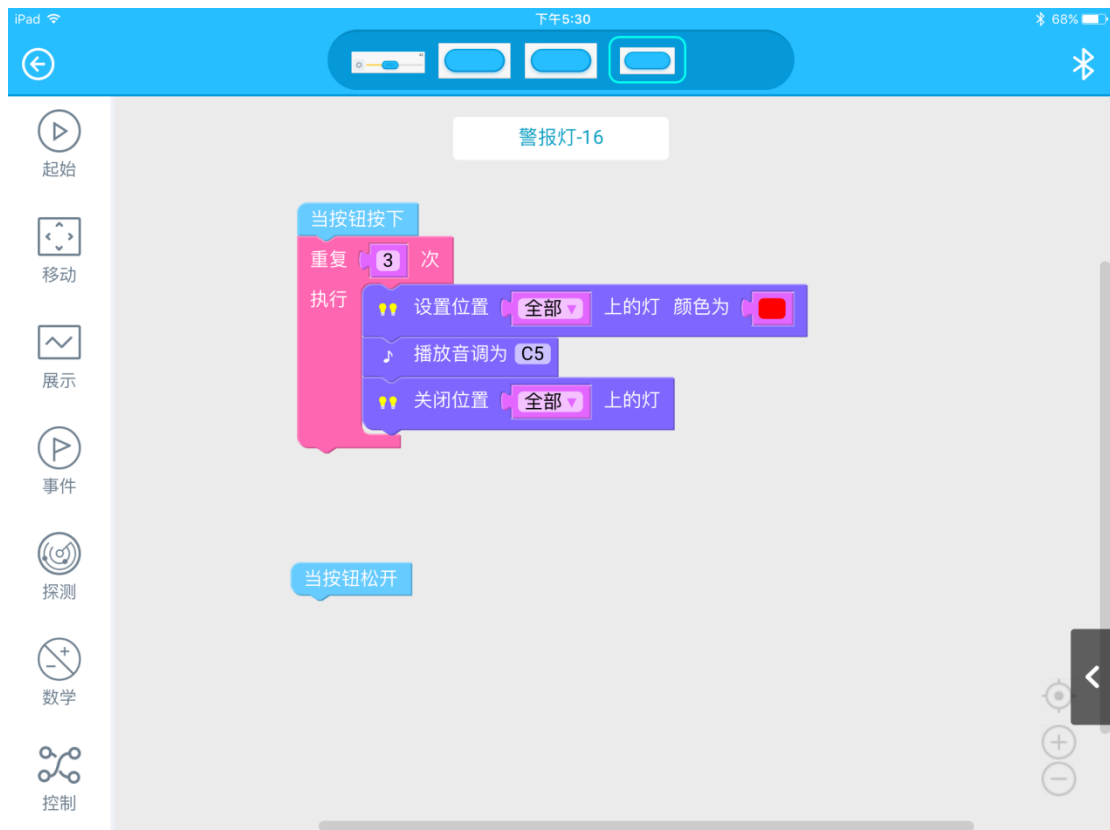 iPad 下午5:30 68%
警报灯-16
起始
移动
展示
事件
探测
数学
控制
当按钮按下
重复 3 次
执行 设置位置 全部 上的灯 颜色为
播放音调为 C5
关闭位置 全部 上的灯
当按钮松开